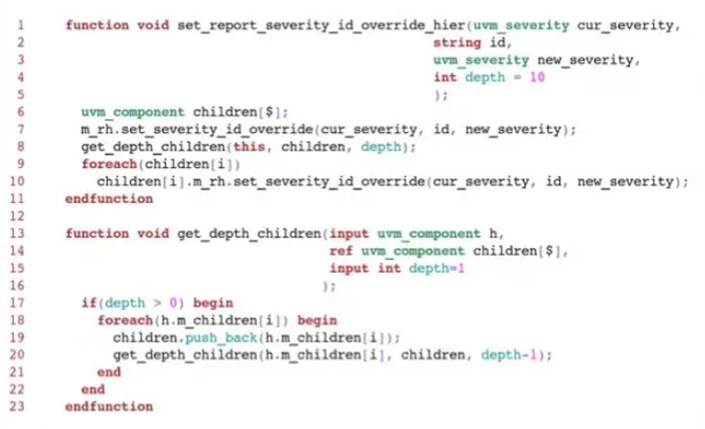 1 function void set_report_severity_id_override_hier(uvm_severity cur_severity,
2 string id,
3 uvm_severity new_severity,
4 int depth = 10
5 );
6 uvm_component children[$];
7 m_rh.set_severity_id_override(cur_severity, id, new_severity);
8 get_depth_children(this, children, depth);
9 foreach(children[i])
10 children[i].m_rh.set_severity_id_override(cur_severity, id, new_severity);
11 endfunction
12
13 function void get_depth_children(input uvm_component h,
14 ref uvm_component children[$],
15 input int depth=1
16 );
17 if(depth > 0) begin
18 foreach(h.m_children[i]) begin
19 children.push_back(h.m_children[i]);
20 get_depth_children(h.m_children[i], children, depth-1);
21 end
22 end
23 endfunction